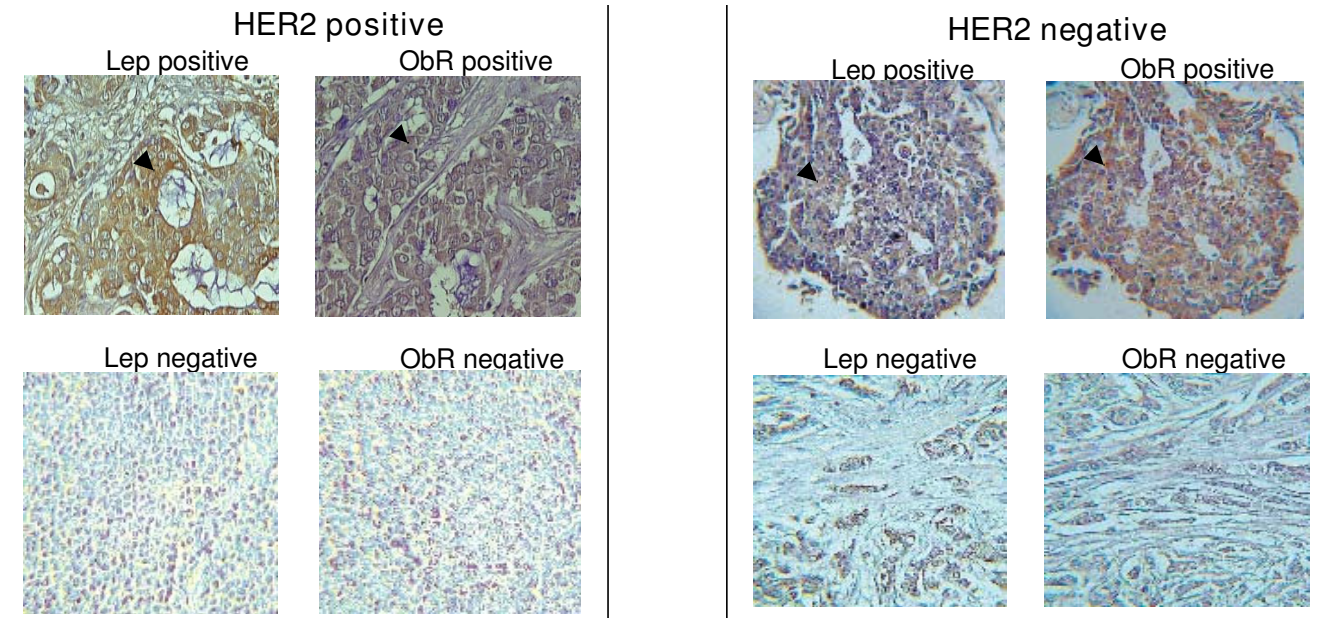 HER2 positive
Lep positive
ObR positive
Lep negative
ObR negative
HER2 negative
Lep positive
ObR positive
Lep negative
ObR negative